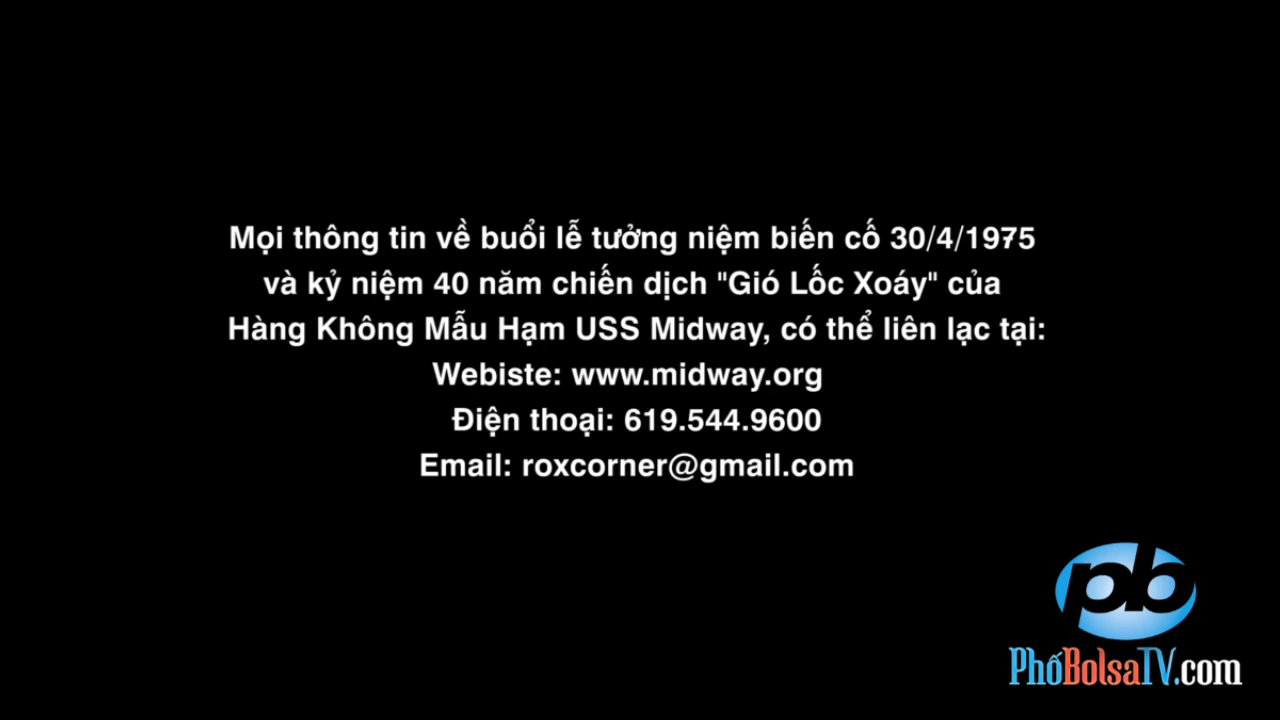 Mọi thông tin về buổi lễ tưởng niệm biến cố 30/4/1975
và kỷ niệm 40 năm chiến dịch "Gió Lốc Xoáy" của
Hàng Không Mẫu Hạm USS Midway, có thể liên lạc tại:
Webiste: www.midway.org
Điện thoại: 619.544.9600
Email: roxcorner@gmail.com
pb
PhốBolsaTV.com